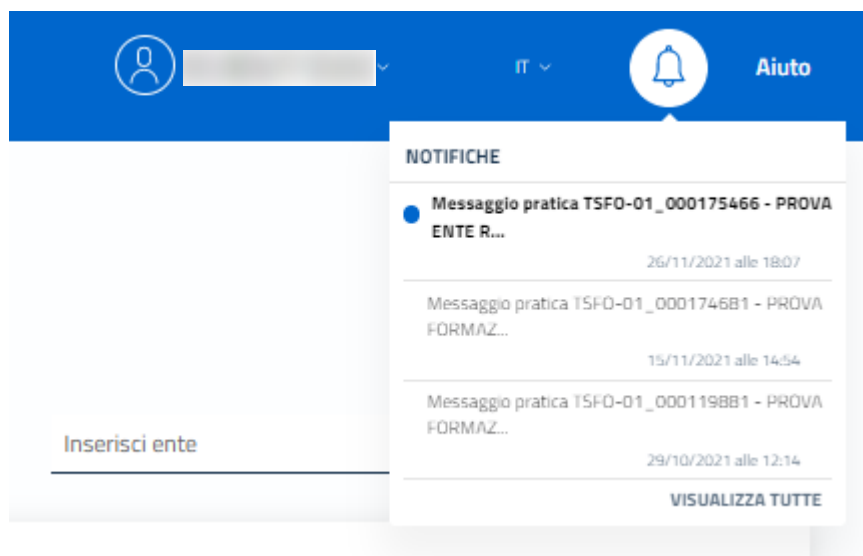 IT
Aiuto
NOTIFICHE
Messaggio pratica TSFO-01_000175466 - PROVA
ENTE R...
26/11/2021 alle 18:07
Messaggio pratica TSFO-01_000174681 - PROVA
FORMAZ...
15/11/2021 alle 14:54
Messaggio pratica TSFO-01_000119881 - PROVA
FORMAZ...
29/10/2021 alle 12:14
Inserisci ente
VISUALIZZA TUTTE